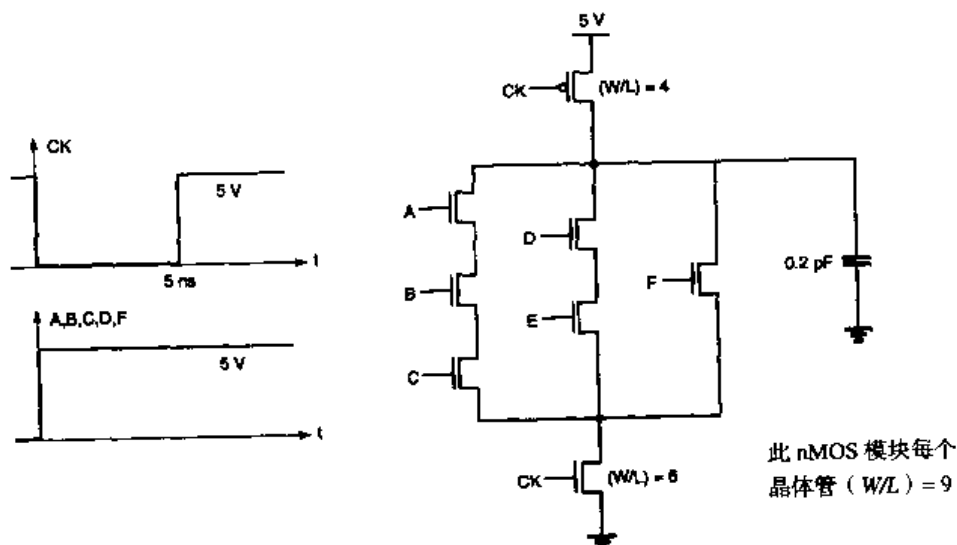 CK
5 V
5 ns
t
A,B,C,D,F
5 V
t
5 V
CK
(W/L) = 4
A
D
B
E
F
C
0.2 pF
CK
(W/L) = 6
此 nMOS 模块每个
晶体管（W/L）= 9